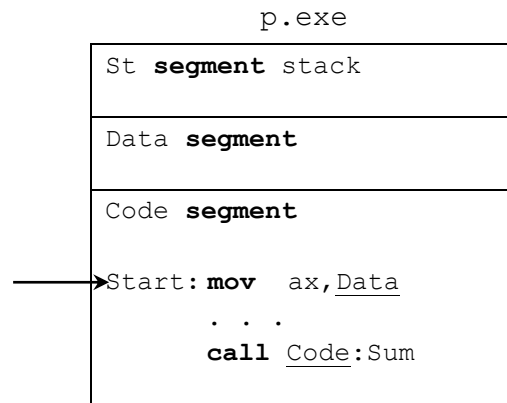 p.exe
St segment stack
Data segment
Code segment
Start: mov ax,Data
. . .
call Code:Sum